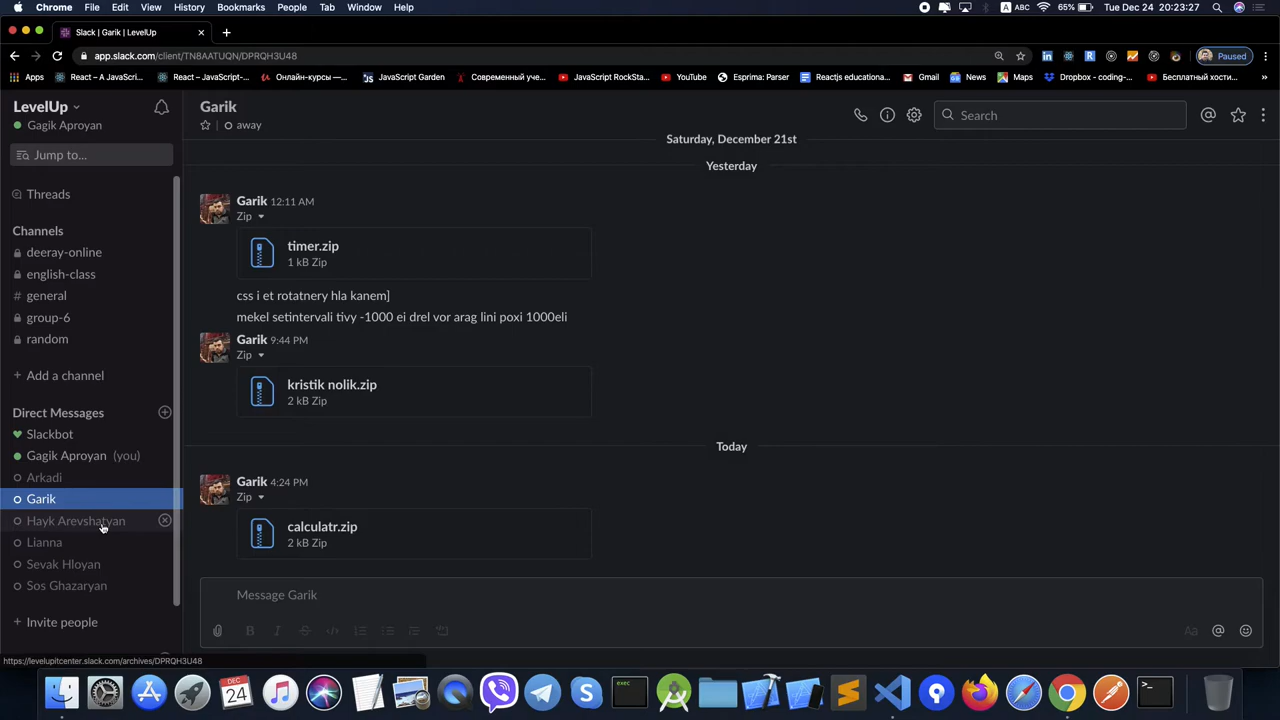 Chrome File Edit View History Bookmarks People Tab Window Help
ABC 65% Tue Dec 24 20:23:27
Slack | Garik | LevelUp
app.slack.com/client/TN8AATUQN/DPRQH3U48
Paused
Apps React – A JavaScri... React – JavaScript-... Онлайн-курсы —... JavaScript Garden Современный уче... JavaScript RockSta... YouTube Esprima: Parser Reactjs educationa... Gmail News Maps Dropbox - coding-... Бесплатный хости...
LevelUp
Gagik Aproyan
Jump to...
Threads
Channels
deeray-online
english-class
# general
group-6
random
+ Add a channel
Direct Messages
Slackbot
Gagik Aproyan (you)
Arkadi
Garik
Hayk Arevshatyan
Lianna
Sevak Hloyan
Sos Ghazaryan
+ Invite people
https://levelupitcenter.slack.com/archives/DPRQH3U48
Garik
away
Search
Saturday, December 21st
Yesterday
Garik 12:11 AM
Zip
timer.zip
1 kB Zip
css i et rotatnery hla kanem]
mekel setintervali tivy -1000 ei drel vor arag lini poxi 1000eli
Garik 9:44 PM
Zip
kristik nolik.zip
2 kB Zip
Today
Garik 4:24 PM
Zip
calculatr.zip
2 kB Zip
Message Garik
B I S Aa @
DEC
24
exec